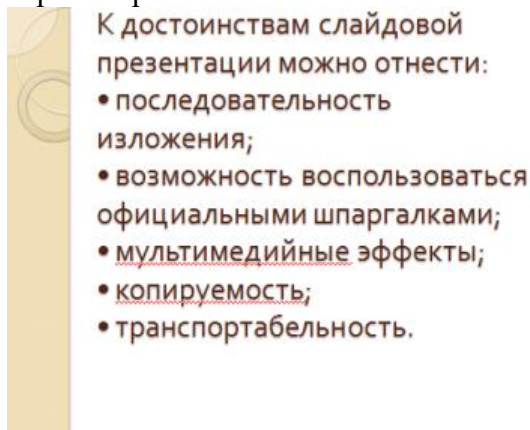 К достоинствам слайдовой
презентации можно отнести:
• последовательность
изложения;
• возможность воспользоваться
официальными шпаргалками;
• мультимедийные эффекты;
• копируемость;
• транспортабельность.